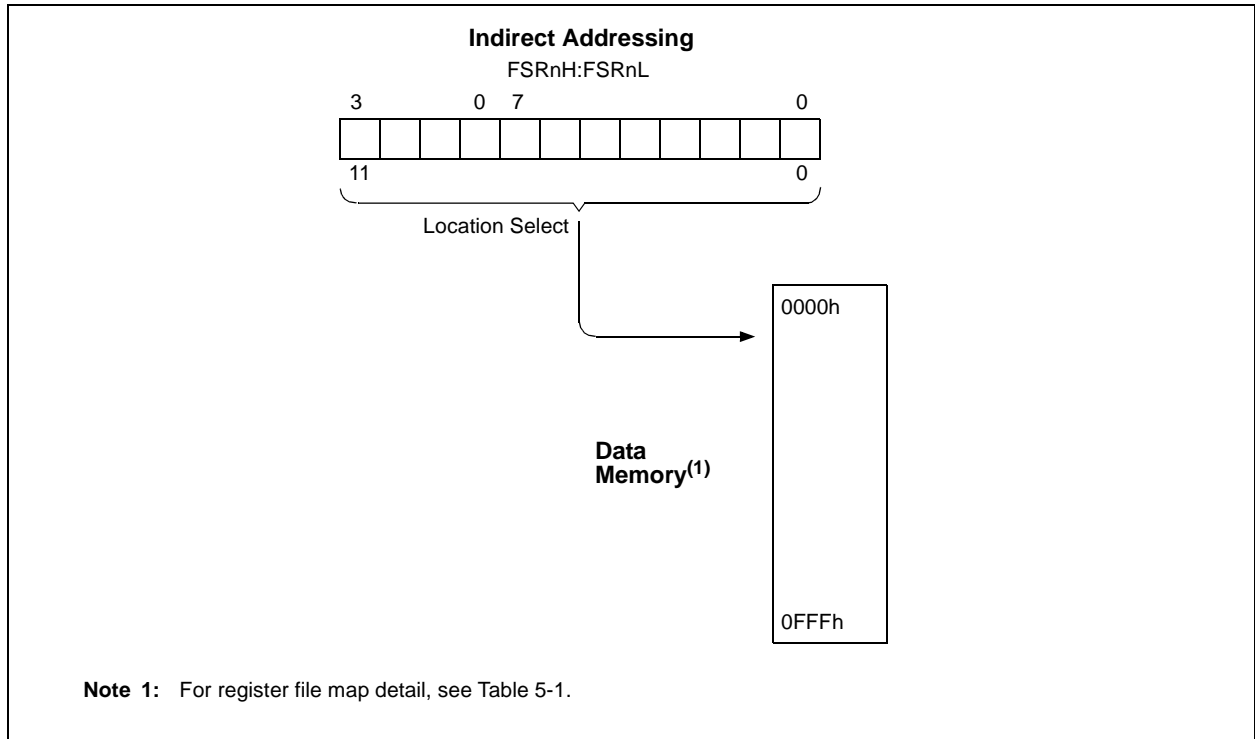 Indirect Addressing
FSRnH:FSRnL
3 0 7 0
11 0
Location Select
0000h
Data
Memory(1)
0FFFh
Note 1: For register file map detail, see Table 5-1.